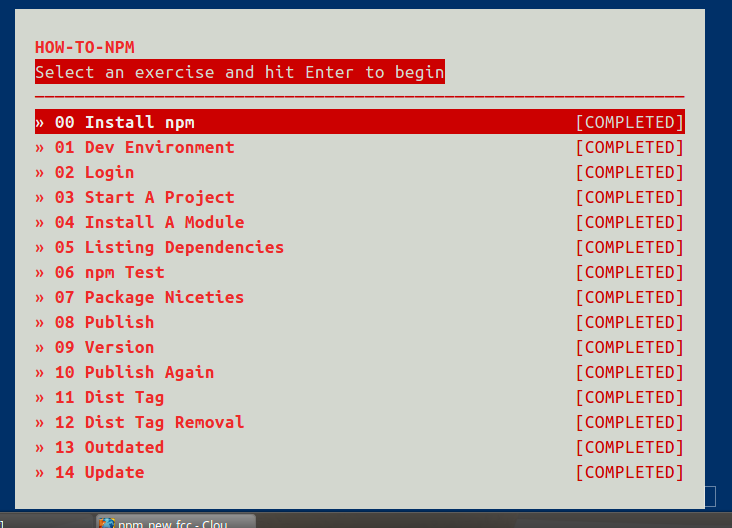 HOW-TO-NPM
Select an exercise and hit Enter to begin
» 00 Install npm [COMPLETED]
» 01 Dev Environment [COMPLETED]
» 02 Login [COMPLETED]
» 03 Start A Project [COMPLETED]
» 04 Install A Module [COMPLETED]
» 05 Listing Dependencies [COMPLETED]
» 06 npm Test [COMPLETED]
» 07 Package Niceties [COMPLETED]
» 08 Publish [COMPLETED]
» 09 Version [COMPLETED]
» 10 Publish Again [COMPLETED]
» 11 Dist Tag [COMPLETED]
» 12 Dist Tag Removal [COMPLETED]
» 13 Outdated [COMPLETED]
» 14 Update [COMPLETED]
npm_new_fcc - Clou